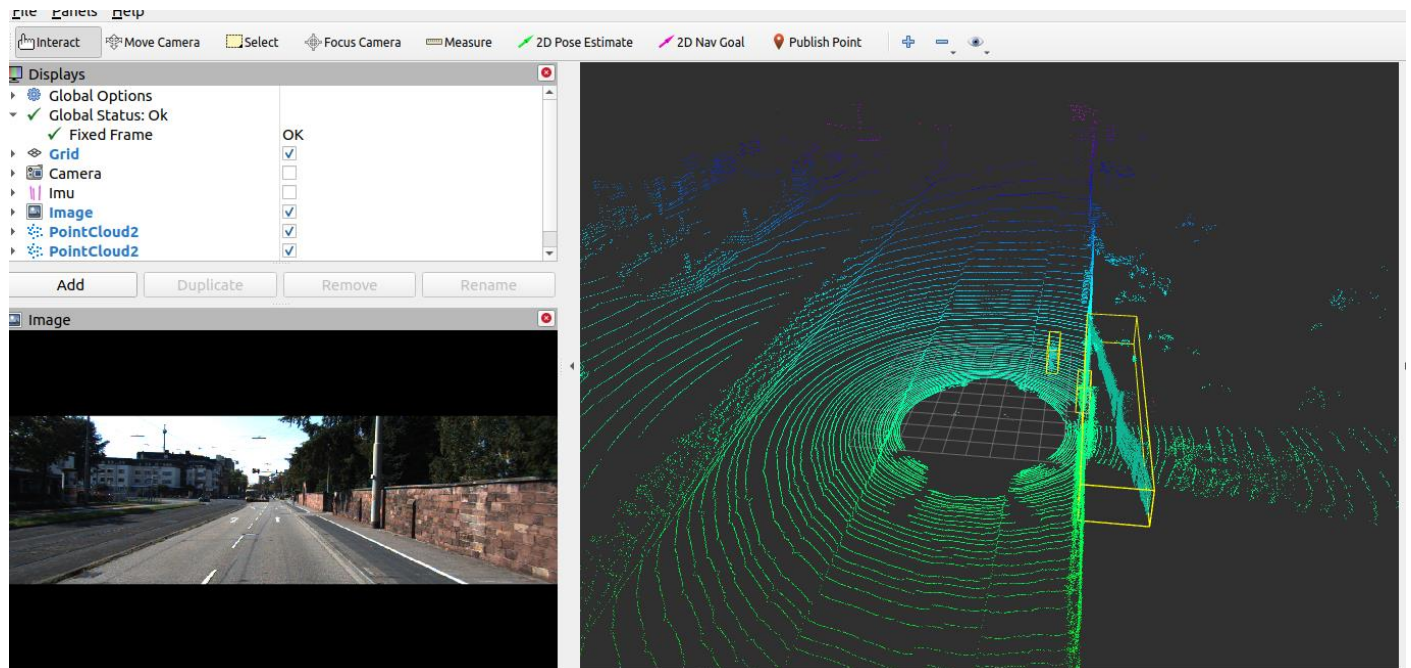 File Panels Help
Interact Move Camera Select Focus Camera Measure 2D Pose Estimate 2D Nav Goal Publish Point
Displays
Global Options
Global Status: Ok
Fixed Frame OK
Grid
Camera
Imu
Image
PointCloud2
PointCloud2
Add Duplicate Remove Rename
Image